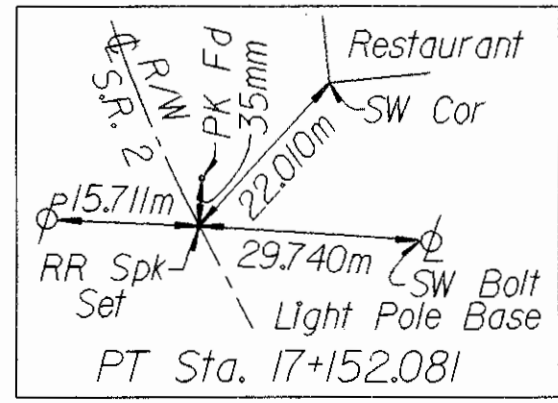 ℄ R/W
S.R. 2
PK Fd
35mm
Restaurant
SW Cor
22.010m
P
15.711m
29.740m
L
RR Spk
Set
SW Bolt
Light Pole Base
PT Sta. 17+152.081